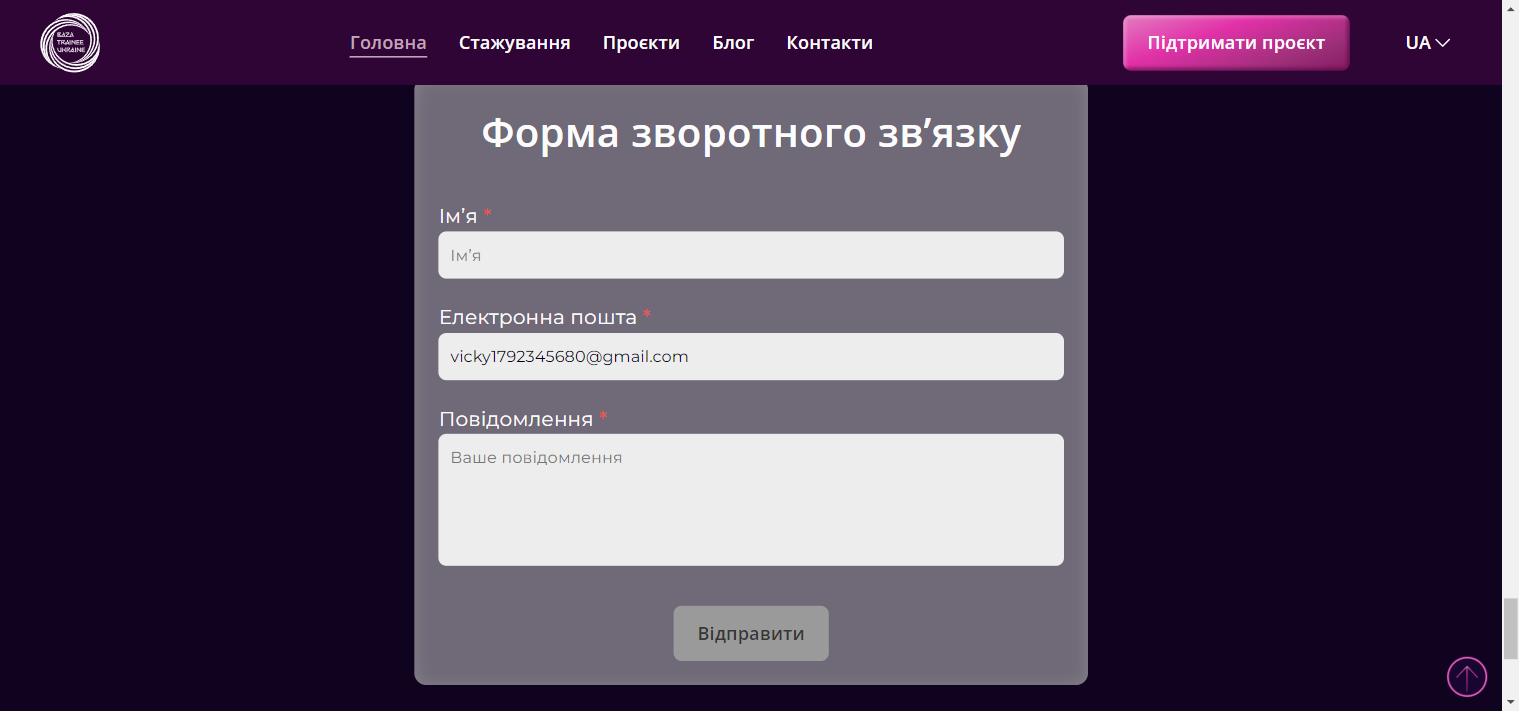 BAZA
TRAINEE
UKRAINE
Головна
Стажування
Проєкти
Блог
Контакти
Підтримати проєкт
UA
Форма зворотного зв’язку
Ім’я *
Ім’я
Електронна пошта *
vicky1792345680@gmail.com
Повідомлення *
Ваше повідомлення
Відправити